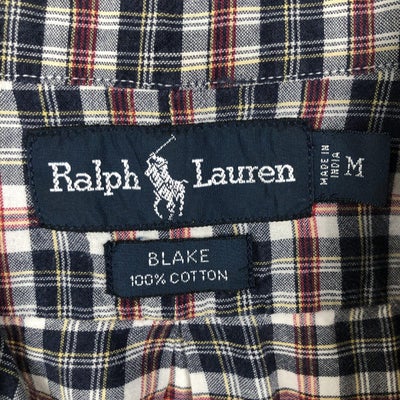 Ralph Lauren
MADE IN
INDIA
M
BLAKE
100% COTTON